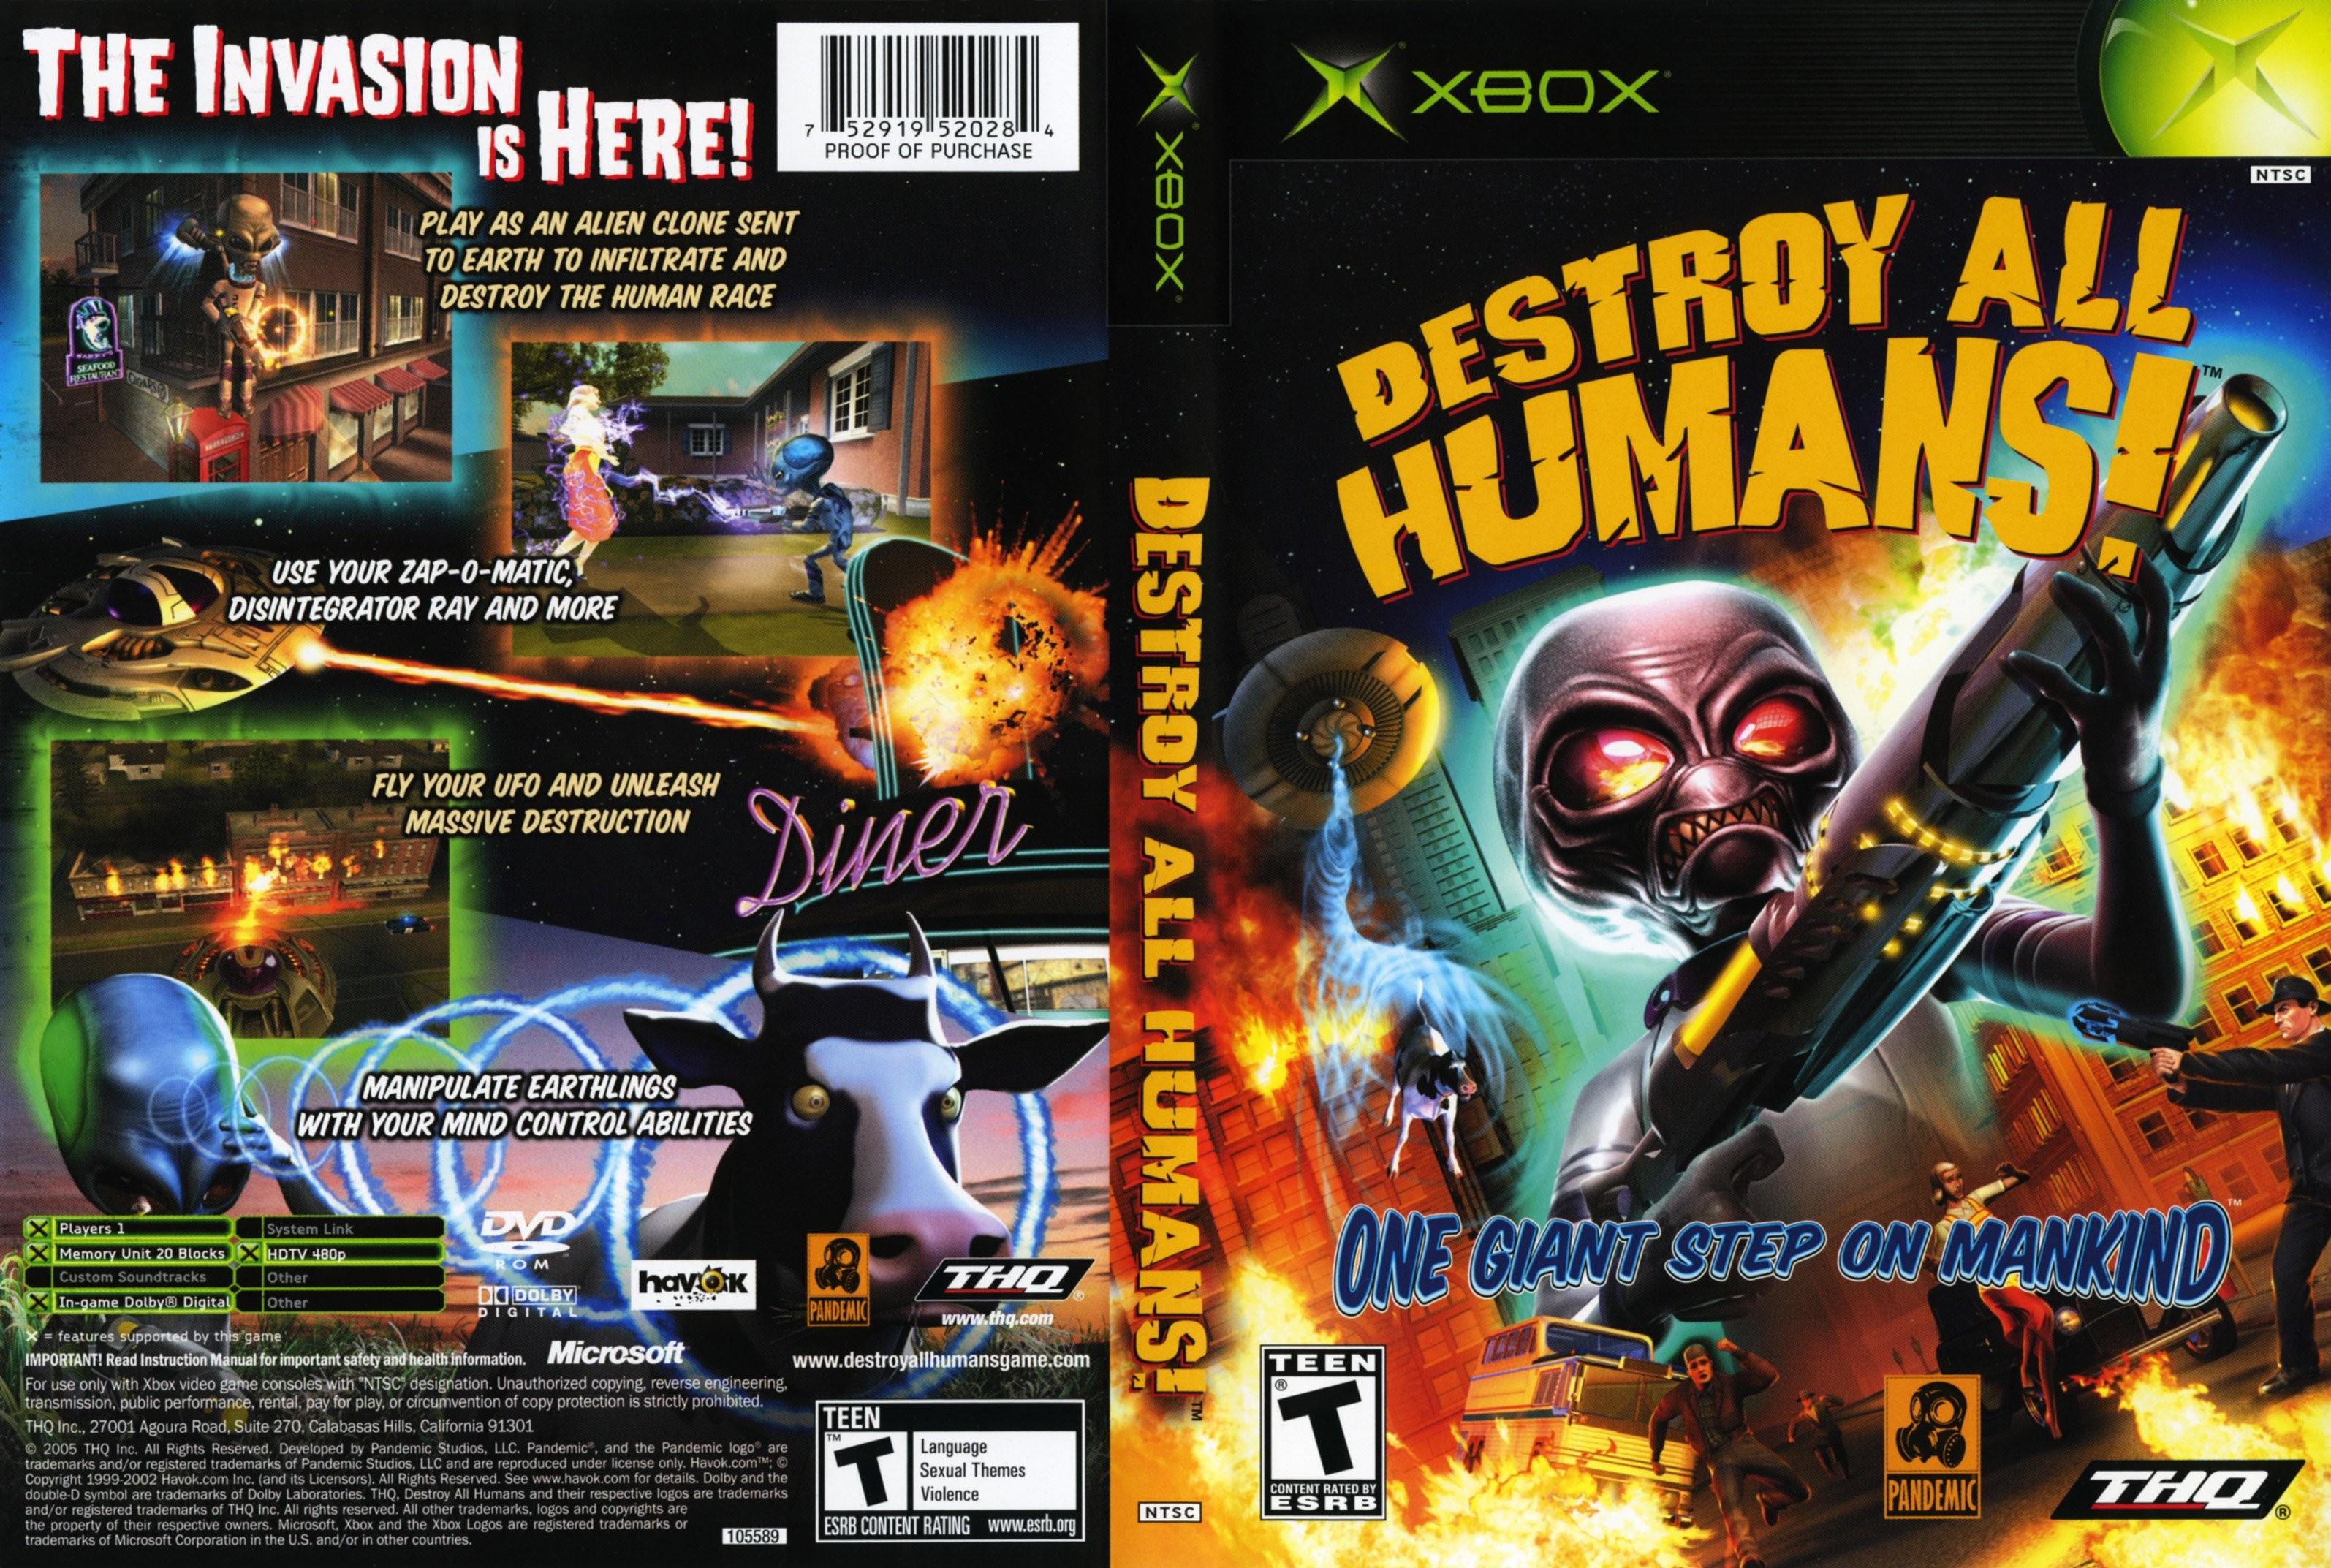 THE INVASION
IS HERE!
7 52919 52028 4
PROOF OF PURCHASE
PLAY AS AN ALIEN CLONE SENT
TO EARTH TO INFILTRATE AND
DESTROY THE HUMAN RACE
SEAFOOD
RESTAURANT
USE YOUR ZAP-O-MATIC,
DISINTEGRATOR RAY AND MORE
FLY YOUR UFO AND UNLEASH
MASSIVE DESTRUCTION
Diner
MANIPULATE EARTHLINGS
WITH YOUR MIND CONTROL ABILITIES
Players 1
System Link
Memory Unit 20 Blocks
HDTV 480p
Custom Soundtracks
Other
In-game Dolby® Digital
Other
X = features supported by this game
DVD
ROM
DOLBY
DIGITAL
havok
PANDEMIC
THQ®
www.thq.com
IMPORTANT! Read Instruction Manual for important safety and health information.
Microsoft®
www.destroyallhumansgame.com
For use only with Xbox video game consoles with "NTSC" designation. Unauthorized copying, reverse engineering,
transmission, public performance, rental, pay for play, or circumvention of copy protection is strictly prohibited.
THQ Inc., 27001 Agoura Road, Suite 270, Calabasas Hills, California 91301
© 2005 THQ Inc. All Rights Reserved. Developed by Pandemic Studios, LLC. Pandemic®, and the Pandemic logo® are
trademarks and/or registered trademarks of Pandemic Studios, LLC and are reproduced under license only. Havok.com™; ©
Copyright 1999-2002 Havok.com Inc. (and its Licensors). All Rights Reserved. See www.havok.com for details. Dolby and the
double-D symbol are trademarks of Dolby Laboratories. THQ, Destroy All Humans and their respective logos are trademarks
and/or registered trademarks of THQ Inc. All rights reserved. All other trademarks, logos and copyrights are
the property of their respective owners. Microsoft, Xbox and the Xbox Logos are registered trademarks or
trademarks of Microsoft Corporation in the U.S. and/or in other countries.
105589
TEEN
T™
Language
Sexual Themes
Violence
ESRB CONTENT RATING www.esrb.org
XBOX®
DESTROY ALL HUMANS!™
NTSC
XBOX®
NTSC
DESTROY ALL
HUMANS!™
ONE GIANT STEP ON MANKIND™
TEEN
T®
CONTENT RATED BY
ESRB
PANDEMIC
THQ®